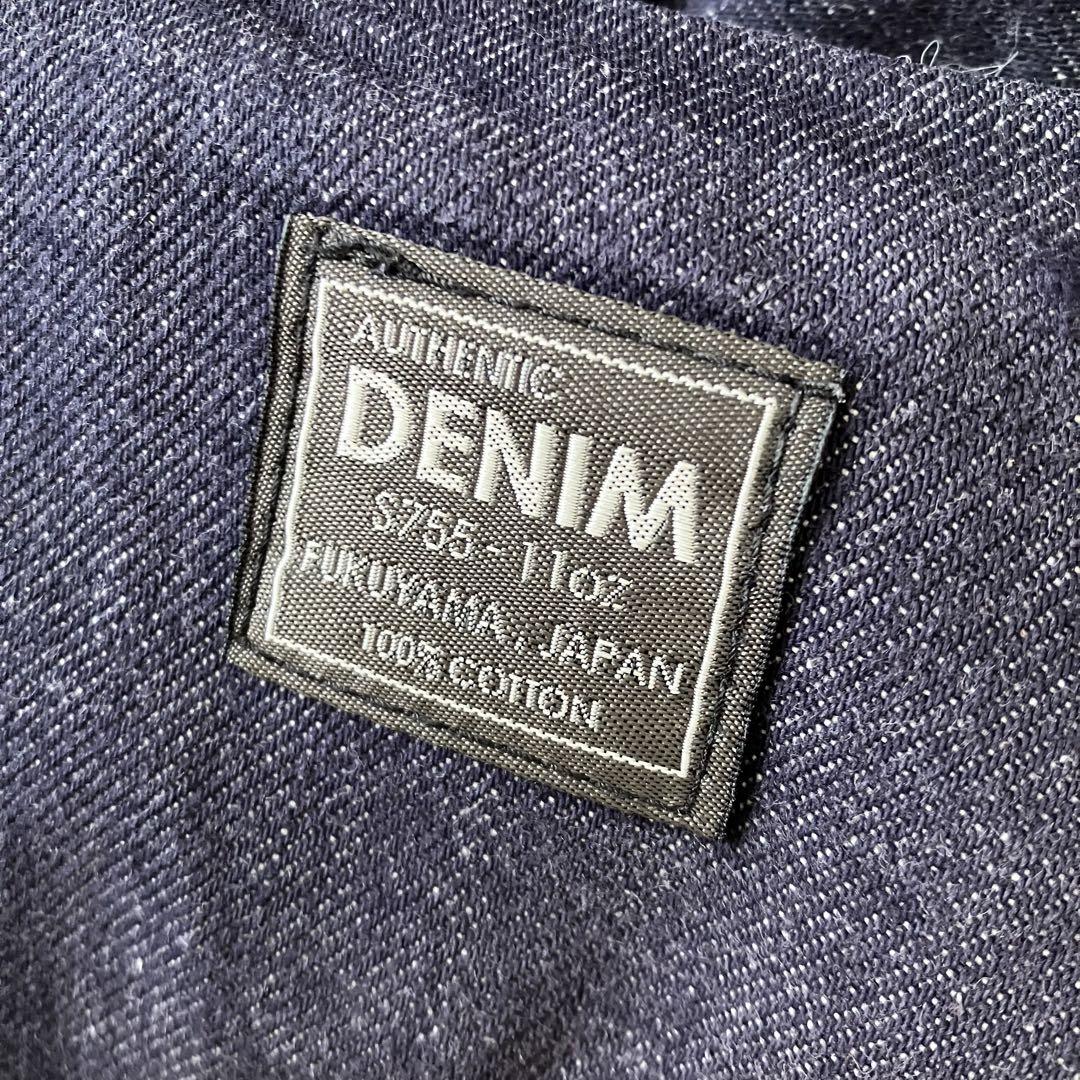 AUTHENTIC
DENIM
S755-11oz
FUKUYAMA, JAPAN
100% COTTON